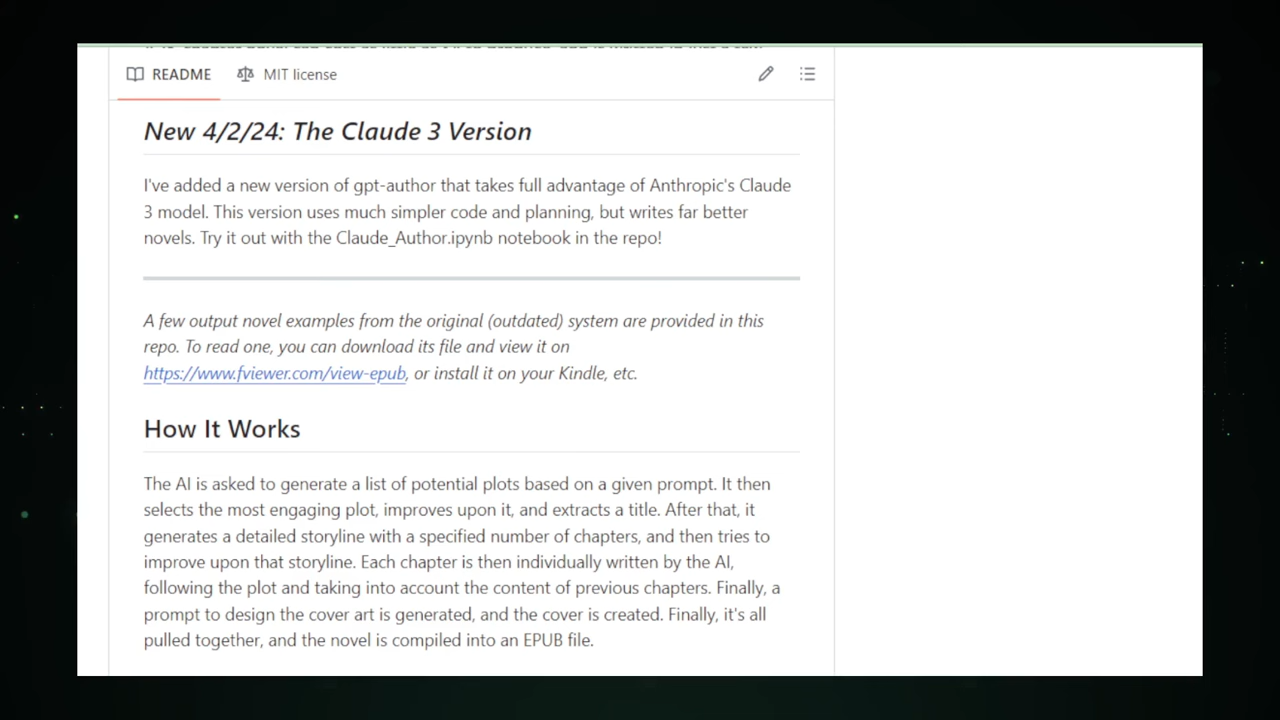 README
MIT license
New 4/2/24: The Claude 3 Version
I've added a new version of gpt-author that takes full advantage of Anthropic's Claude
3 model. This version uses much simpler code and planning, but writes far better
novels. Try it out with the Claude_Author.ipynb notebook in the repo!
A few output novel examples from the original (outdated) system are provided in this
repo. To read one, you can download its file and view it on
https://www.fviewer.com/view-epub, or install it on your Kindle, etc.
How It Works
The AI is asked to generate a list of potential plots based on a given prompt. It then
selects the most engaging plot, improves upon it, and extracts a title. After that, it
generates a detailed storyline with a specified number of chapters, and then tries to
improve upon that storyline. Each chapter is then individually written by the AI,
following the plot and taking into account the content of previous chapters. Finally, a
prompt to design the cover art is generated, and the cover is created. Finally, it's all
pulled together, and the novel is compiled into an EPUB file.